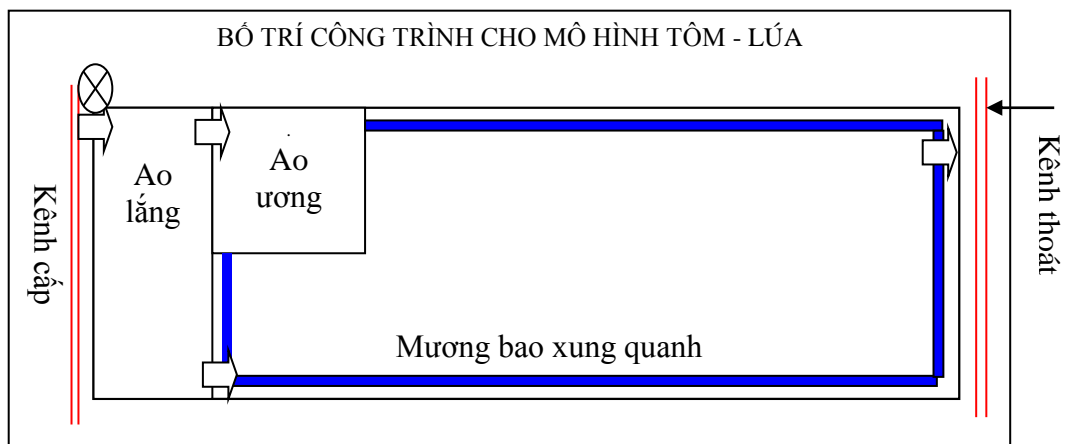 BỐ TRÍ CÔNG TRÌNH CHO MÔ HÌNH TÔM - LÚA
Kênh cấp
Ao
lắng
Ao
ương
Mương bao xung quanh
Kênh thoát